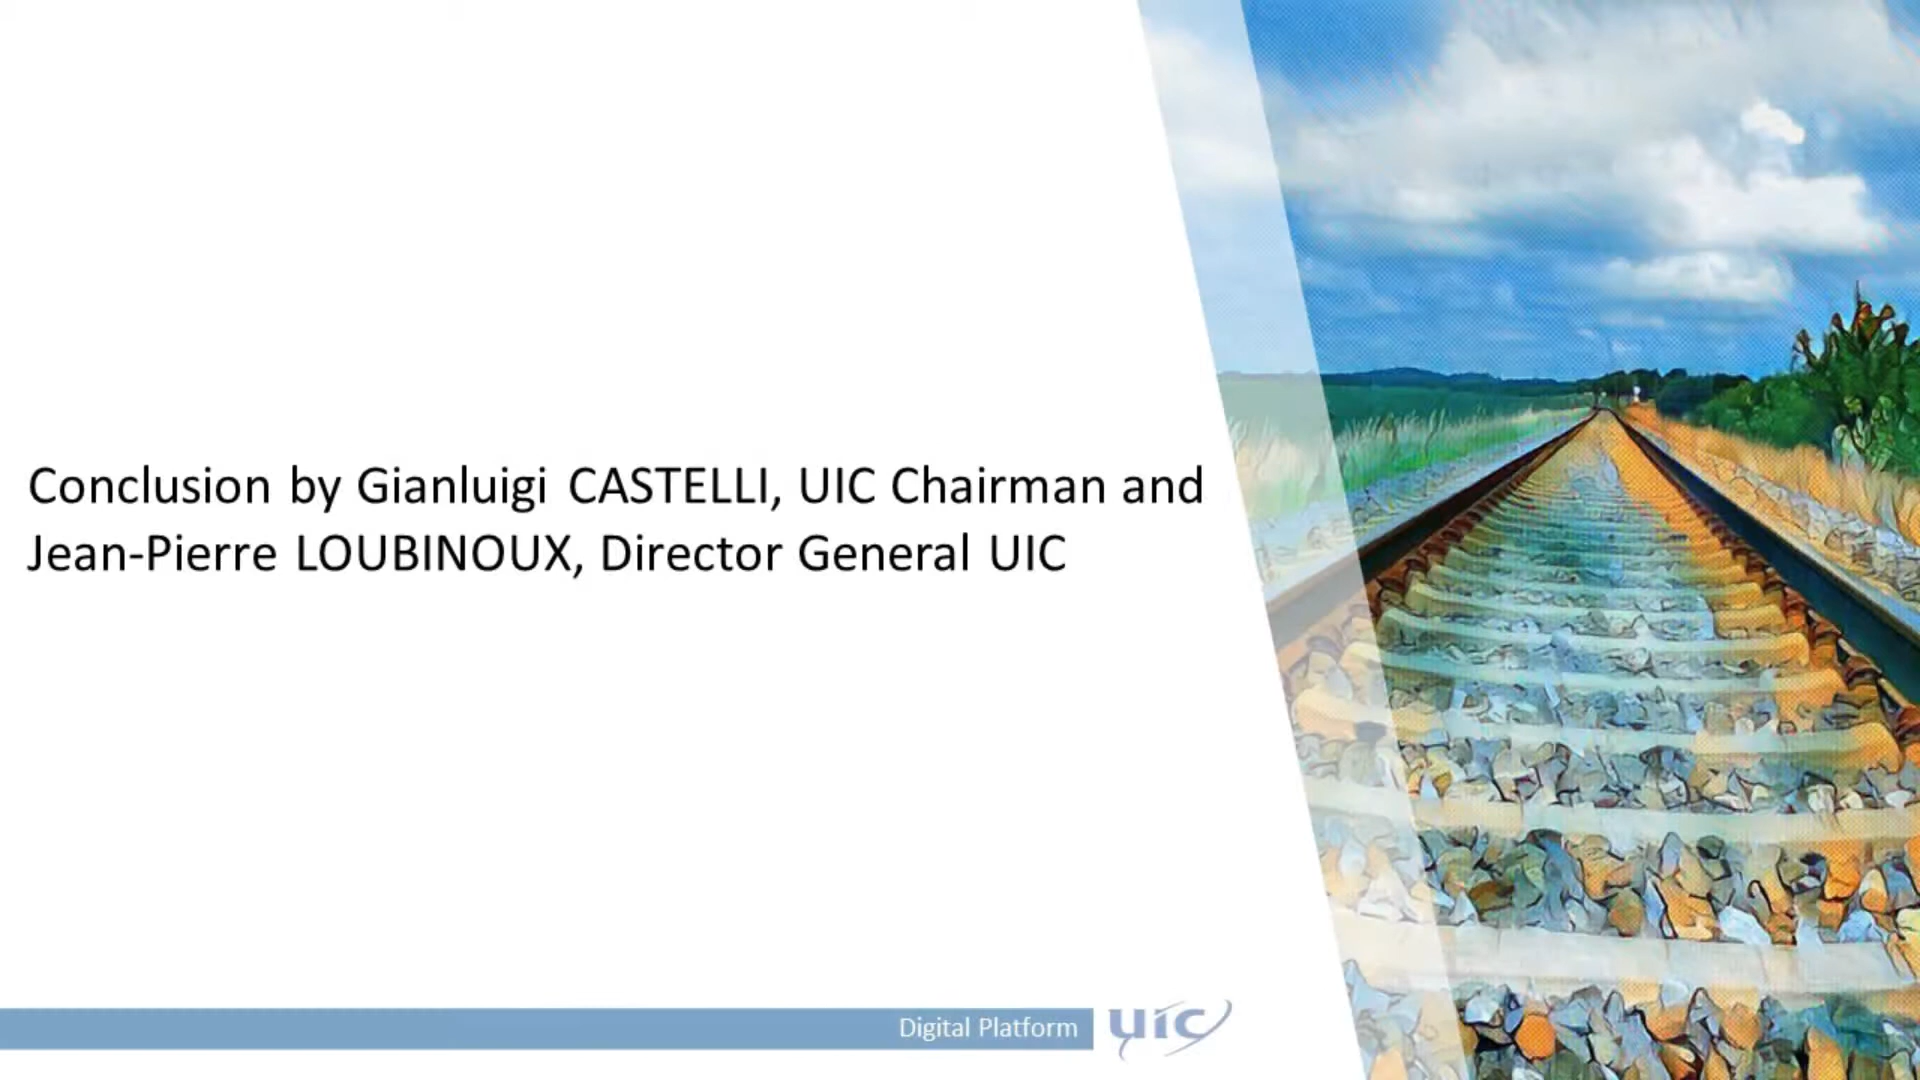 Conclusion by Gianluigi CASTELLI, UIC Chairman and
Jean-Pierre LOUBINOUX, Director General UIC
Digital Platform
uic